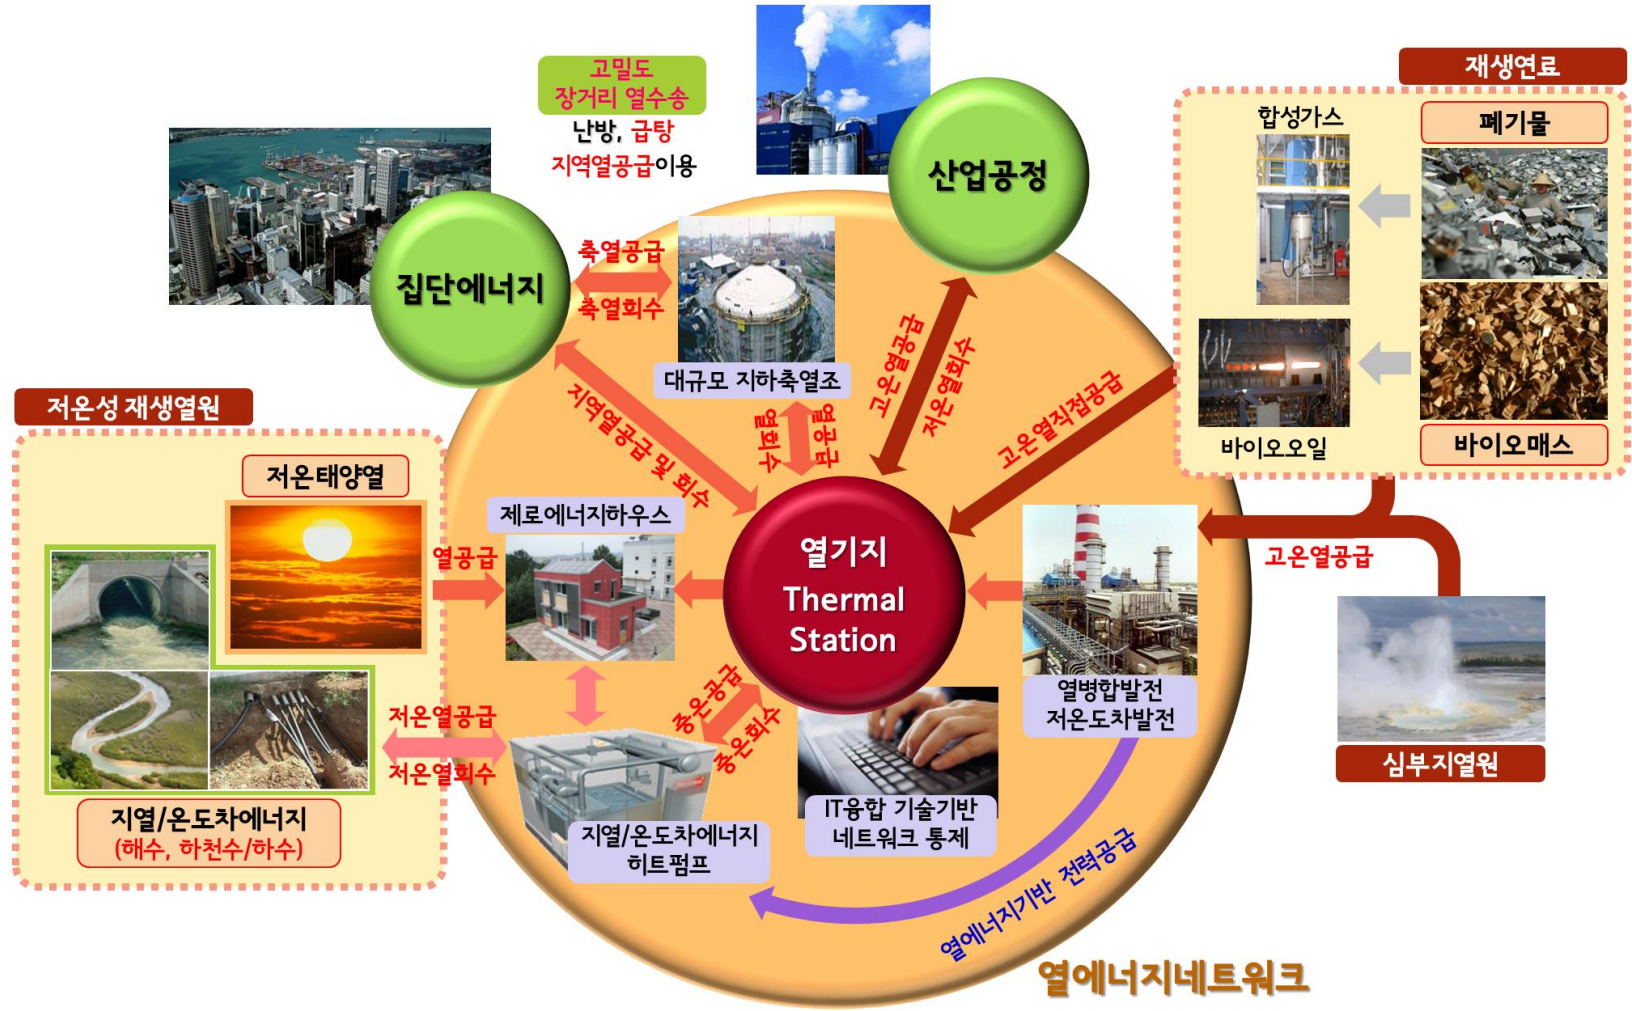 고밀도
장거리 열수송
난방, 급탕
지역열공급이용
산업공정
집단에너지
축열공급
축열회수
대규모 지하축열조
지역열공급 및 회수
열회수
열공급
고온열공급
저온열회수
고온열직접공급
재생연료
합성가스
폐기물
바이오오일
바이오매스
저온성 재생열원
저온태양열
열공급
제로에너지하우스
열기지
Thermal
Station
고온열공급
심부지열원
열병합발전
저온도차발전
저온열공급
저온열회수
중온공급
중온회수
지열/온도차에너지
(해수, 하천수/하수)
지열/온도차에너지
히트펌프
IT융합 기술기반
네트워크 통제
열에너지기반 전력공급
열에너지네트워크